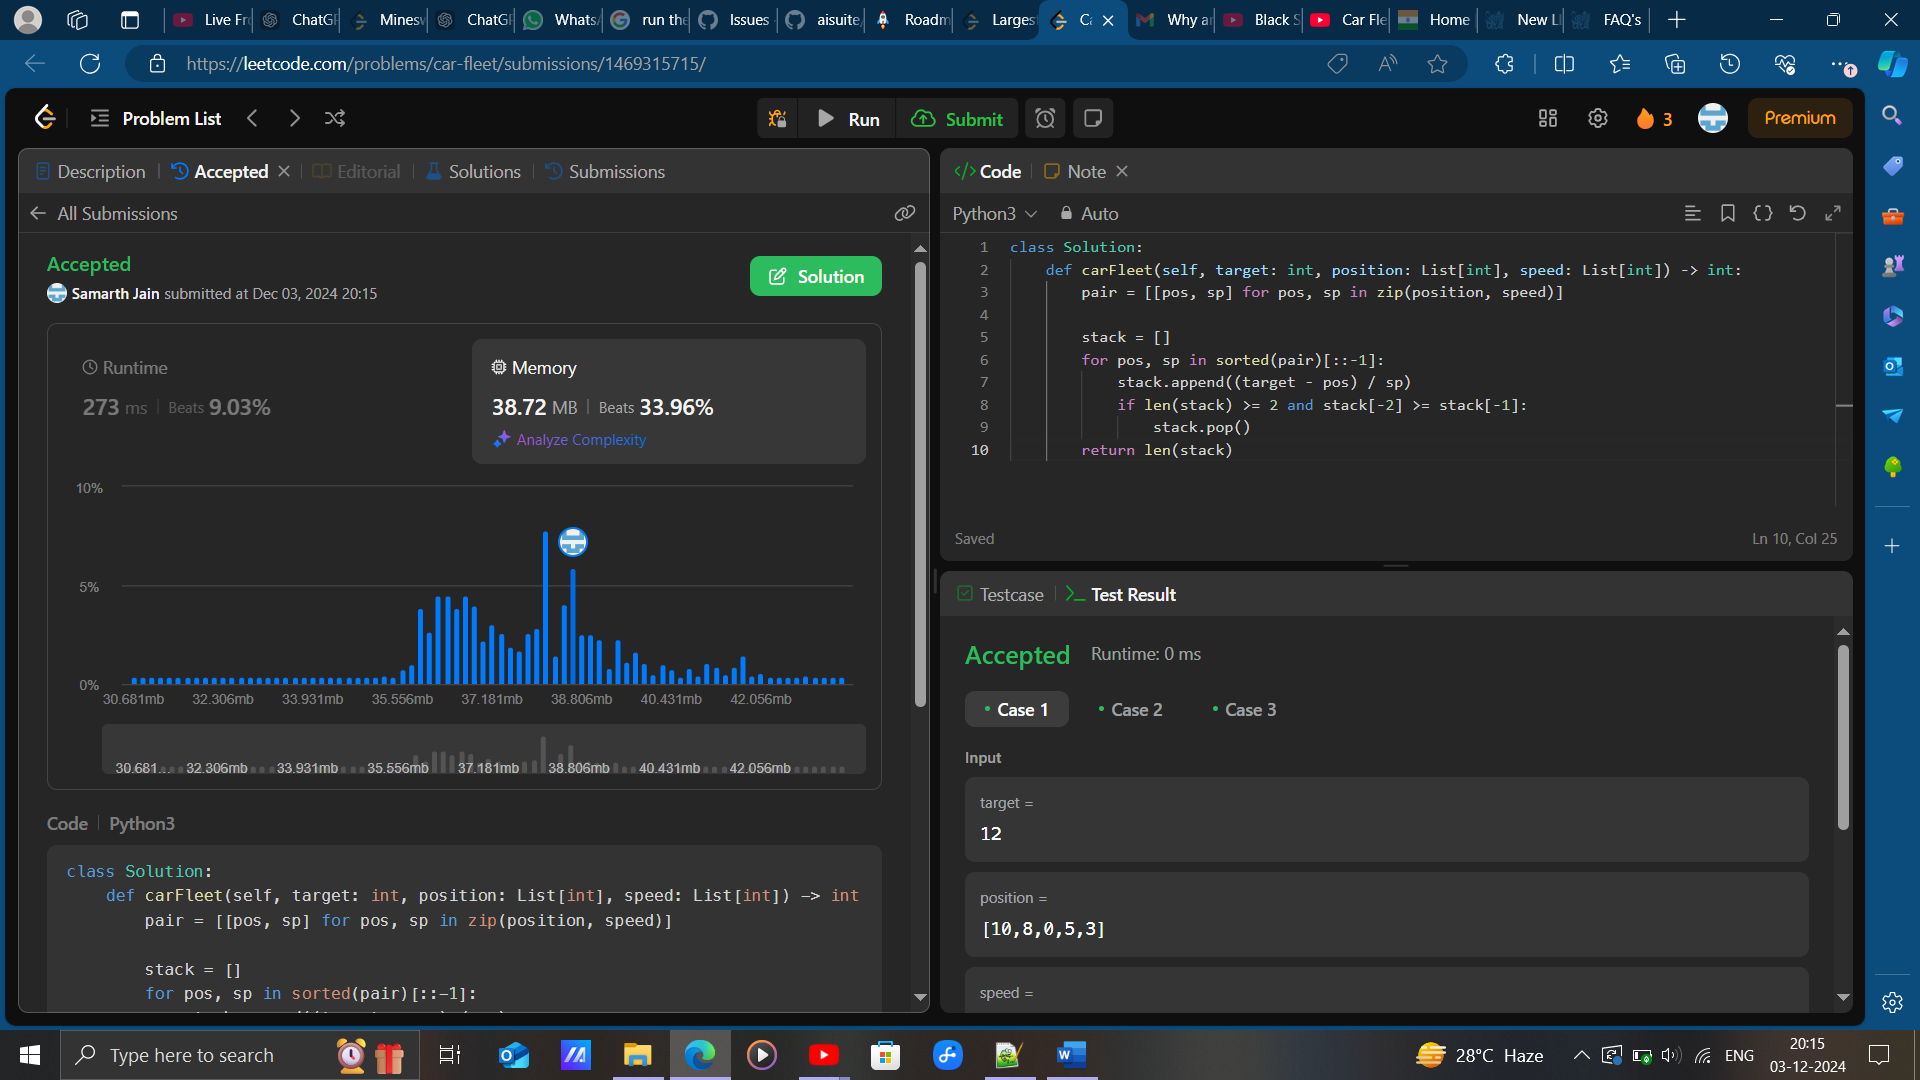 Live Fr
ChatGP
Minesw
ChatGP
Whats
run the
Issues
aisuite,
Roadm
Larges
Ca
Why ar
Black S
Car Fle
Home
New LI
FAQ's
https://leetcode.com/problems/car-fleet/submissions/1469315715/
Problem List
Run
Submit
3
Premium
Description
Accepted
Editorial
Solutions
Submissions
All Submissions
Accepted
Samarth Jain submitted at Dec 03, 2024 20:15
Solution
Runtime
273 ms | Beats 9.03%
Memory
38.72 MB | Beats 33.96%
Analyze Complexity
10%
5%
0%
30.681mb 32.306mb 33.931mb 35.556mb 37.181mb 38.806mb 40.431mb 42.056mb
30.681... 32.306mb 33.931mb 35.556mb 37.181mb 38.806mb 40.431mb 42.056mb
Code | Python3
class Solution:
def carFleet(self, target: int, position: List[int], speed: List[int]) -> int
pair = [[pos, sp] for pos, sp in zip(position, speed)]
stack = []
for pos, sp in sorted(pair)[::-1]:
Code
Note
Python3
Auto
1 class Solution:
2 def carFleet(self, target: int, position: List[int], speed: List[int]) -> int:
3 pair = [[pos, sp] for pos, sp in zip(position, speed)]
4
5 stack = []
6 for pos, sp in sorted(pair)[::-1]:
7 stack.append((target - pos) / sp)
8 if len(stack) >= 2 and stack[-2] >= stack[-1]:
9 stack.pop()
10 return len(stack)
Saved
Ln 10, Col 25
Testcase
Test Result
Accepted
Runtime: 0 ms
Case 1
Case 2
Case 3
Input
target =
12
position =
[10,8,0,5,3]
speed =
Type here to search
28°C Haze
ENG
20:15
03-12-2024